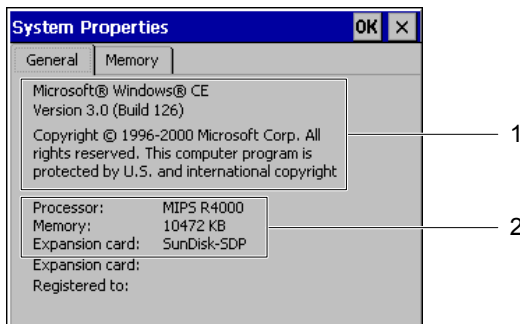 System Properties OK ×
General Memory
Microsoft® Windows® CE
Version 3.0 (Build 126)
Copyright © 1996-2000 Microsoft Corp. All
rights reserved. This computer program is
protected by U.S. and international copyright
1
Processor: MIPS R4000
Memory: 10472 KB
Expansion card: SunDisk-SDP
2
Expansion card:
Registered to: